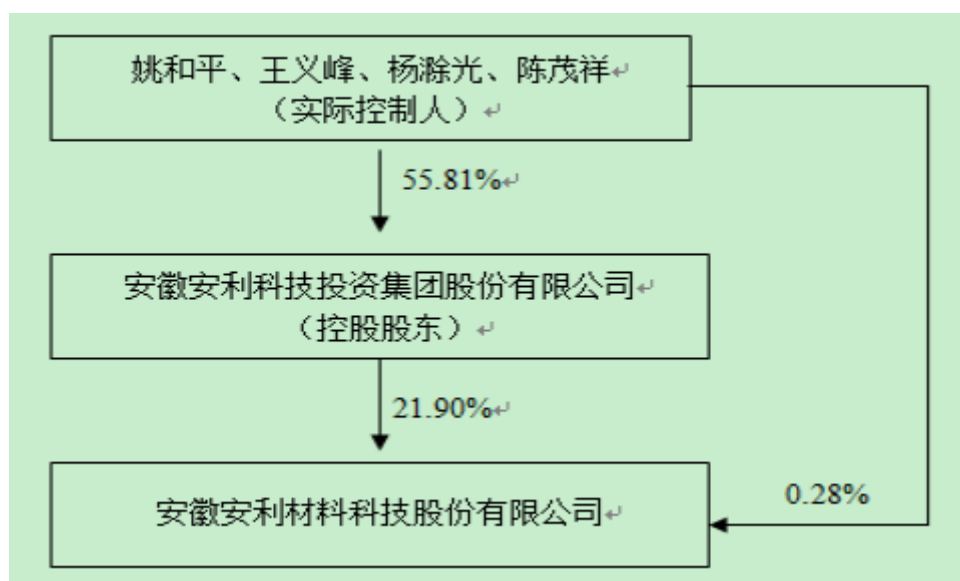 姚和平、王义峰、杨滁光、陈茂祥
（实际控制人）
55.81%
安徽安利科技投资集团股份有限公司
（控股股东）
21.90%
安徽安利材料科技股份有限公司
0.28%